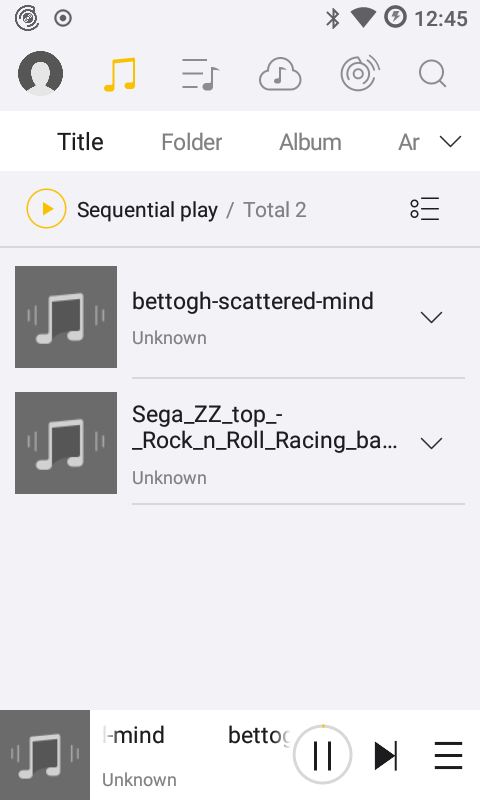 12:45
Title Folder Album Ar
Sequential play / Total 2
bettogh-scattered-mind
Unknown
Sega_ZZ_top_-
_Rock_n_Roll_Racing_ba...
Unknown
-mind bettog
Unknown